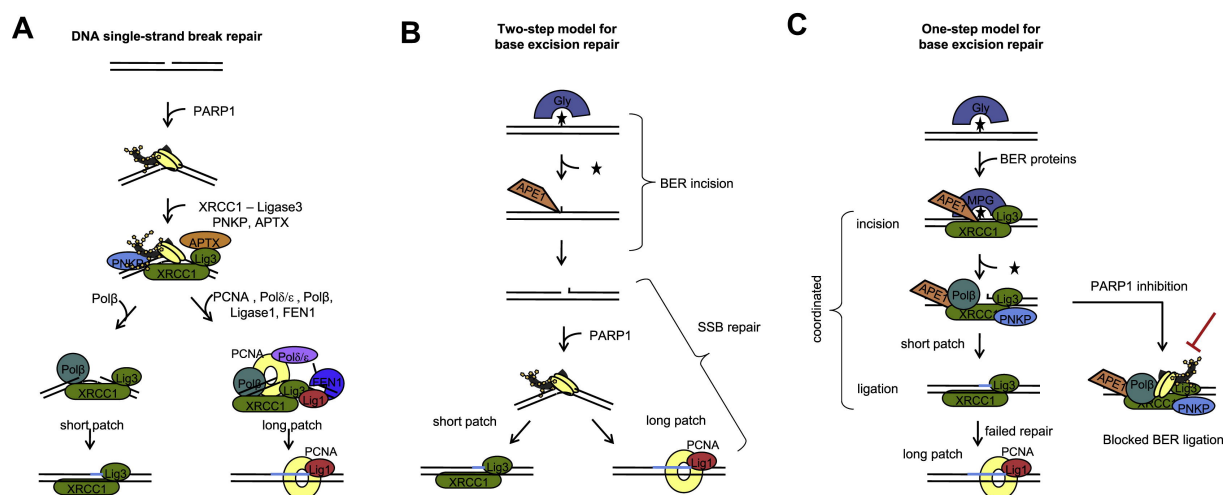 A
DNA single-strand break repair
PARP1
XRCC1 – Ligase3
PNKP, APTX
APTX
PNKP
Lig3
XRCC1
Polβ
PCNA , Polδ/ε , Polβ,
Ligase1, FEN1
Polβ
Lig3
XRCC1
PCNA
Polδ/ε
Polβ
FEN1
Lig3
Lig1
XRCC1
short patch
long patch
Lig3
XRCC1
PCNA
Lig1
B
Two-step model for
base excision repair
Gly
APE1
BER incision
PARP1
SSB repair
short patch
long patch
Lig3
XRCC1
PCNA
Lig1
C
One-step model for
base excision repair
Gly
BER proteins
APE1
MPG
Lig3
XRCC1
incision
coordinated
APE1
Polβ
Lig3
XRCC1
PNKP
PARP1 inhibition
short patch
ligation
Lig3
XRCC1
APE1
Polβ
XRCC1
PNKP
Blocked BER ligation
failed repair
long patch
PCNA
Lig1